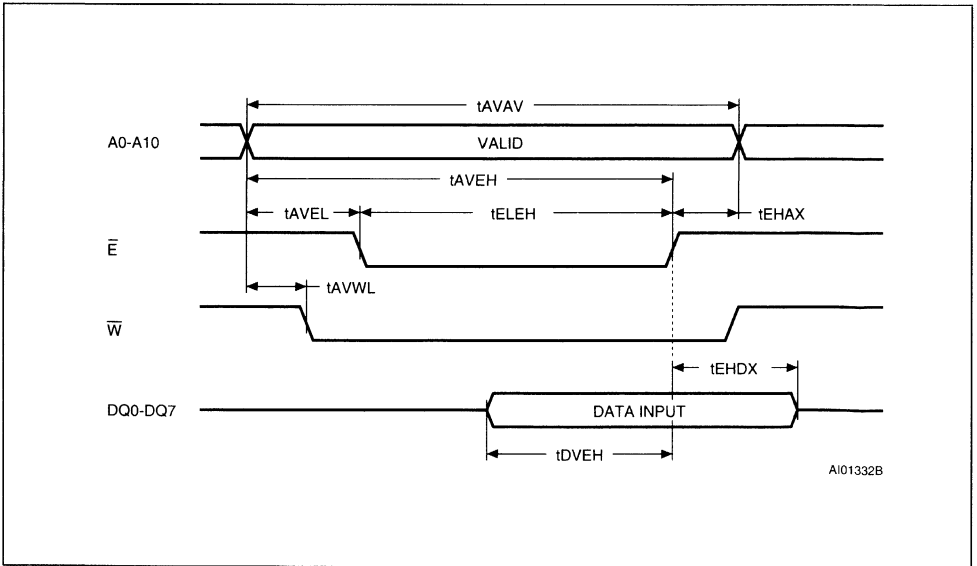 tAVAV
A0-A10
VALID
tAVEH
tAVEL
tELEH
tEHAX
E̅
tAVWL
W̅
tEHDX
DQ0-DQ7
DATA INPUT
tDVEH
AI01332B